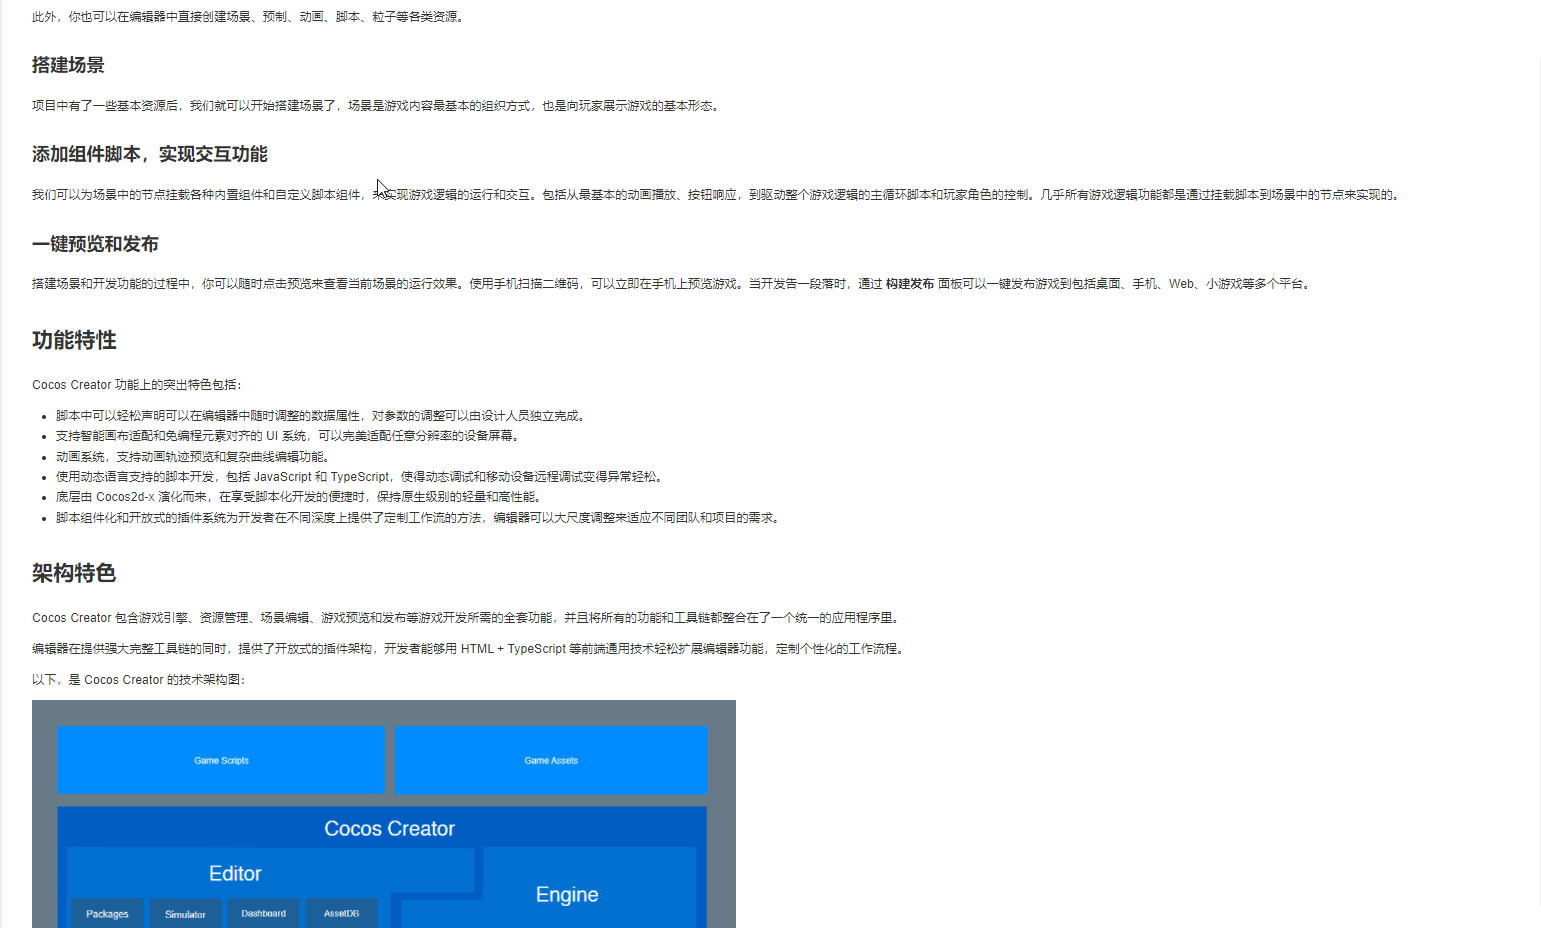 此外，你也可以在编辑器中直接创建场景、预制、动画、脚本、粒子等各类资源。
搭建场景
项目中有了一些基本资源后，我们就可以开始搭建场景了，场景是游戏内容最基本的组织方式，也是向玩家展示游戏的基本形态。
添加组件脚本，实现交互功能
我们可以为场景中的节点挂载各种内置组件和自定义脚本组件，来实现游戏逻辑的运行和交互。包括从最基本的动画播放、按钮响应，到驱动整个游戏逻辑的主循环脚本和玩家角色的控制。几乎所有游戏逻辑功能都是通过挂载脚本到场景中的节点来实现的。
一键预览和发布
搭建场景和开发功能的过程中，你可以随时点击预览来查看当前场景的运行效果。使用手机扫描二维码，可以立即在手机上预览游戏。当开发告一段落时，通过 构建发布 面板可以一键发布游戏到包括桌面、手机、Web、小游戏等多个平台。
功能特性
Cocos Creator 功能上的突出特色包括：
• 脚本中可以轻松声明可以在编辑器中随时调整的数据属性，对参数的调整可以由设计人员独立完成。
• 支持智能画布适配和免编程元素对齐的 UI 系统，可以完美适配任意分辨率的设备屏幕。
• 动画系统，支持动画轨迹预览和复杂曲线编辑功能。
• 使用动态语言支持的脚本开发，包括 JavaScript 和 TypeScript，使得动态调试和移动设备远程调试变得异常轻松。
• 底层由 Cocos2d-x 演化而来，在享受脚本化开发的便捷时，保持原生级别的轻量和高性能。
• 脚本组件化和开放式的插件系统为开发者在不同深度上提供了定制工作流的方法，编辑器可以大尺度调整来适应不同团队和项目的需求。
架构特色
Cocos Creator 包含游戏引擎、资源管理、场景编辑、游戏预览和发布等游戏开发所需的全套功能，并且将所有的功能和工具链都整合在了一个统一的应用程序里。
编辑器在提供强大完整工具链的同时，提供了开放式的插件架构，开发者能够用 HTML + TypeScript 等前端通用技术轻松扩展编辑器功能，定制个性化的工作流程。
以下，是 Cocos Creator 的技术架构图：
Game Scripts
Game Assets
Cocos Creator
Editor
Engine
Packages
Simulator
Dashboard
AssetDB